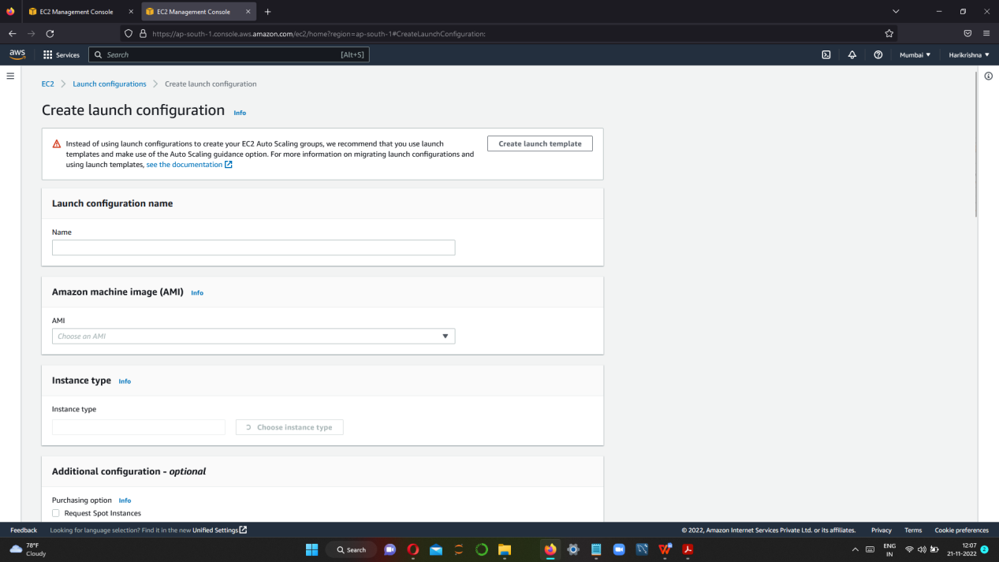 EC2 Management Console
EC2 Management Console
https://ap-south-1.console.aws.amazon.com/ec2/home?region=ap-south-1#CreateLaunchConfiguration:
aws
Services
Search
[Alt+S]
Mumbai
Harikrishna
EC2
Launch configurations
Create launch configuration
Create launch configuration Info
Instead of using launch configurations to create your EC2 Auto Scaling groups, we recommend that you use launch
templates and make use of the Auto Scaling guidance option. For more information on migrating launch configurations and
using launch templates, see the documentation
Create launch template
Launch configuration name
Name
Amazon machine image (AMI) Info
AMI
Choose an AMI
Instance type Info
Instance type
Choose instance type
Additional configuration - optional
Purchasing option Info
Request Spot Instances
Feedback
Looking for language selection? Find it in the new Unified Settings
© 2022, Amazon Internet Services Private Ltd. or its affiliates.
Privacy
Terms
Cookie preferences
78°F
Cloudy
Search
ENG
IN
12:07
21-11-2022
2